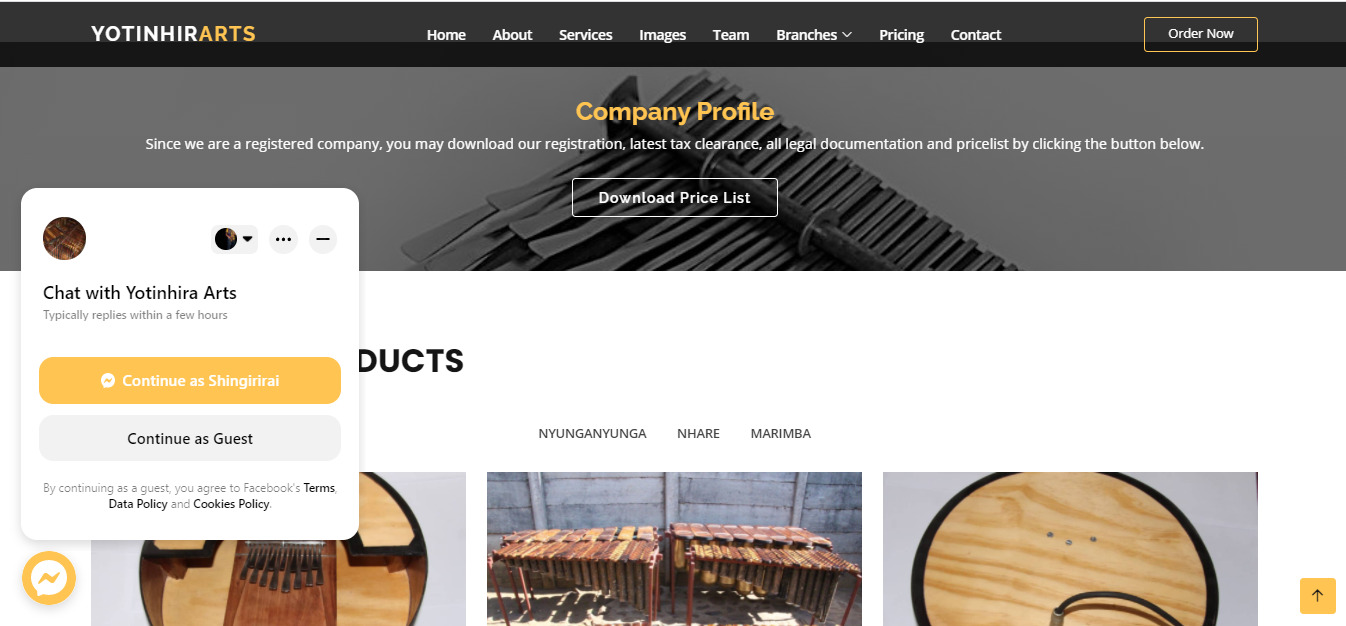 YOTINHIRARTS
Home About Services Images Team Branches Pricing Contact
Order Now
Company Profile
Since we are a registered company, you may download our registration, latest tax clearance, all legal documentation and pricelist by clicking the button below.
Download Price List
Chat with Yotinhira Arts
Typically replies within a few hours
Continue as Shingirirai
Continue as Guest
By continuing as a guest, you agree to Facebook's Terms,
Data Policy and Cookies Policy.
DUCTS
NYUNGANYUNGA NHARE MARIMBA